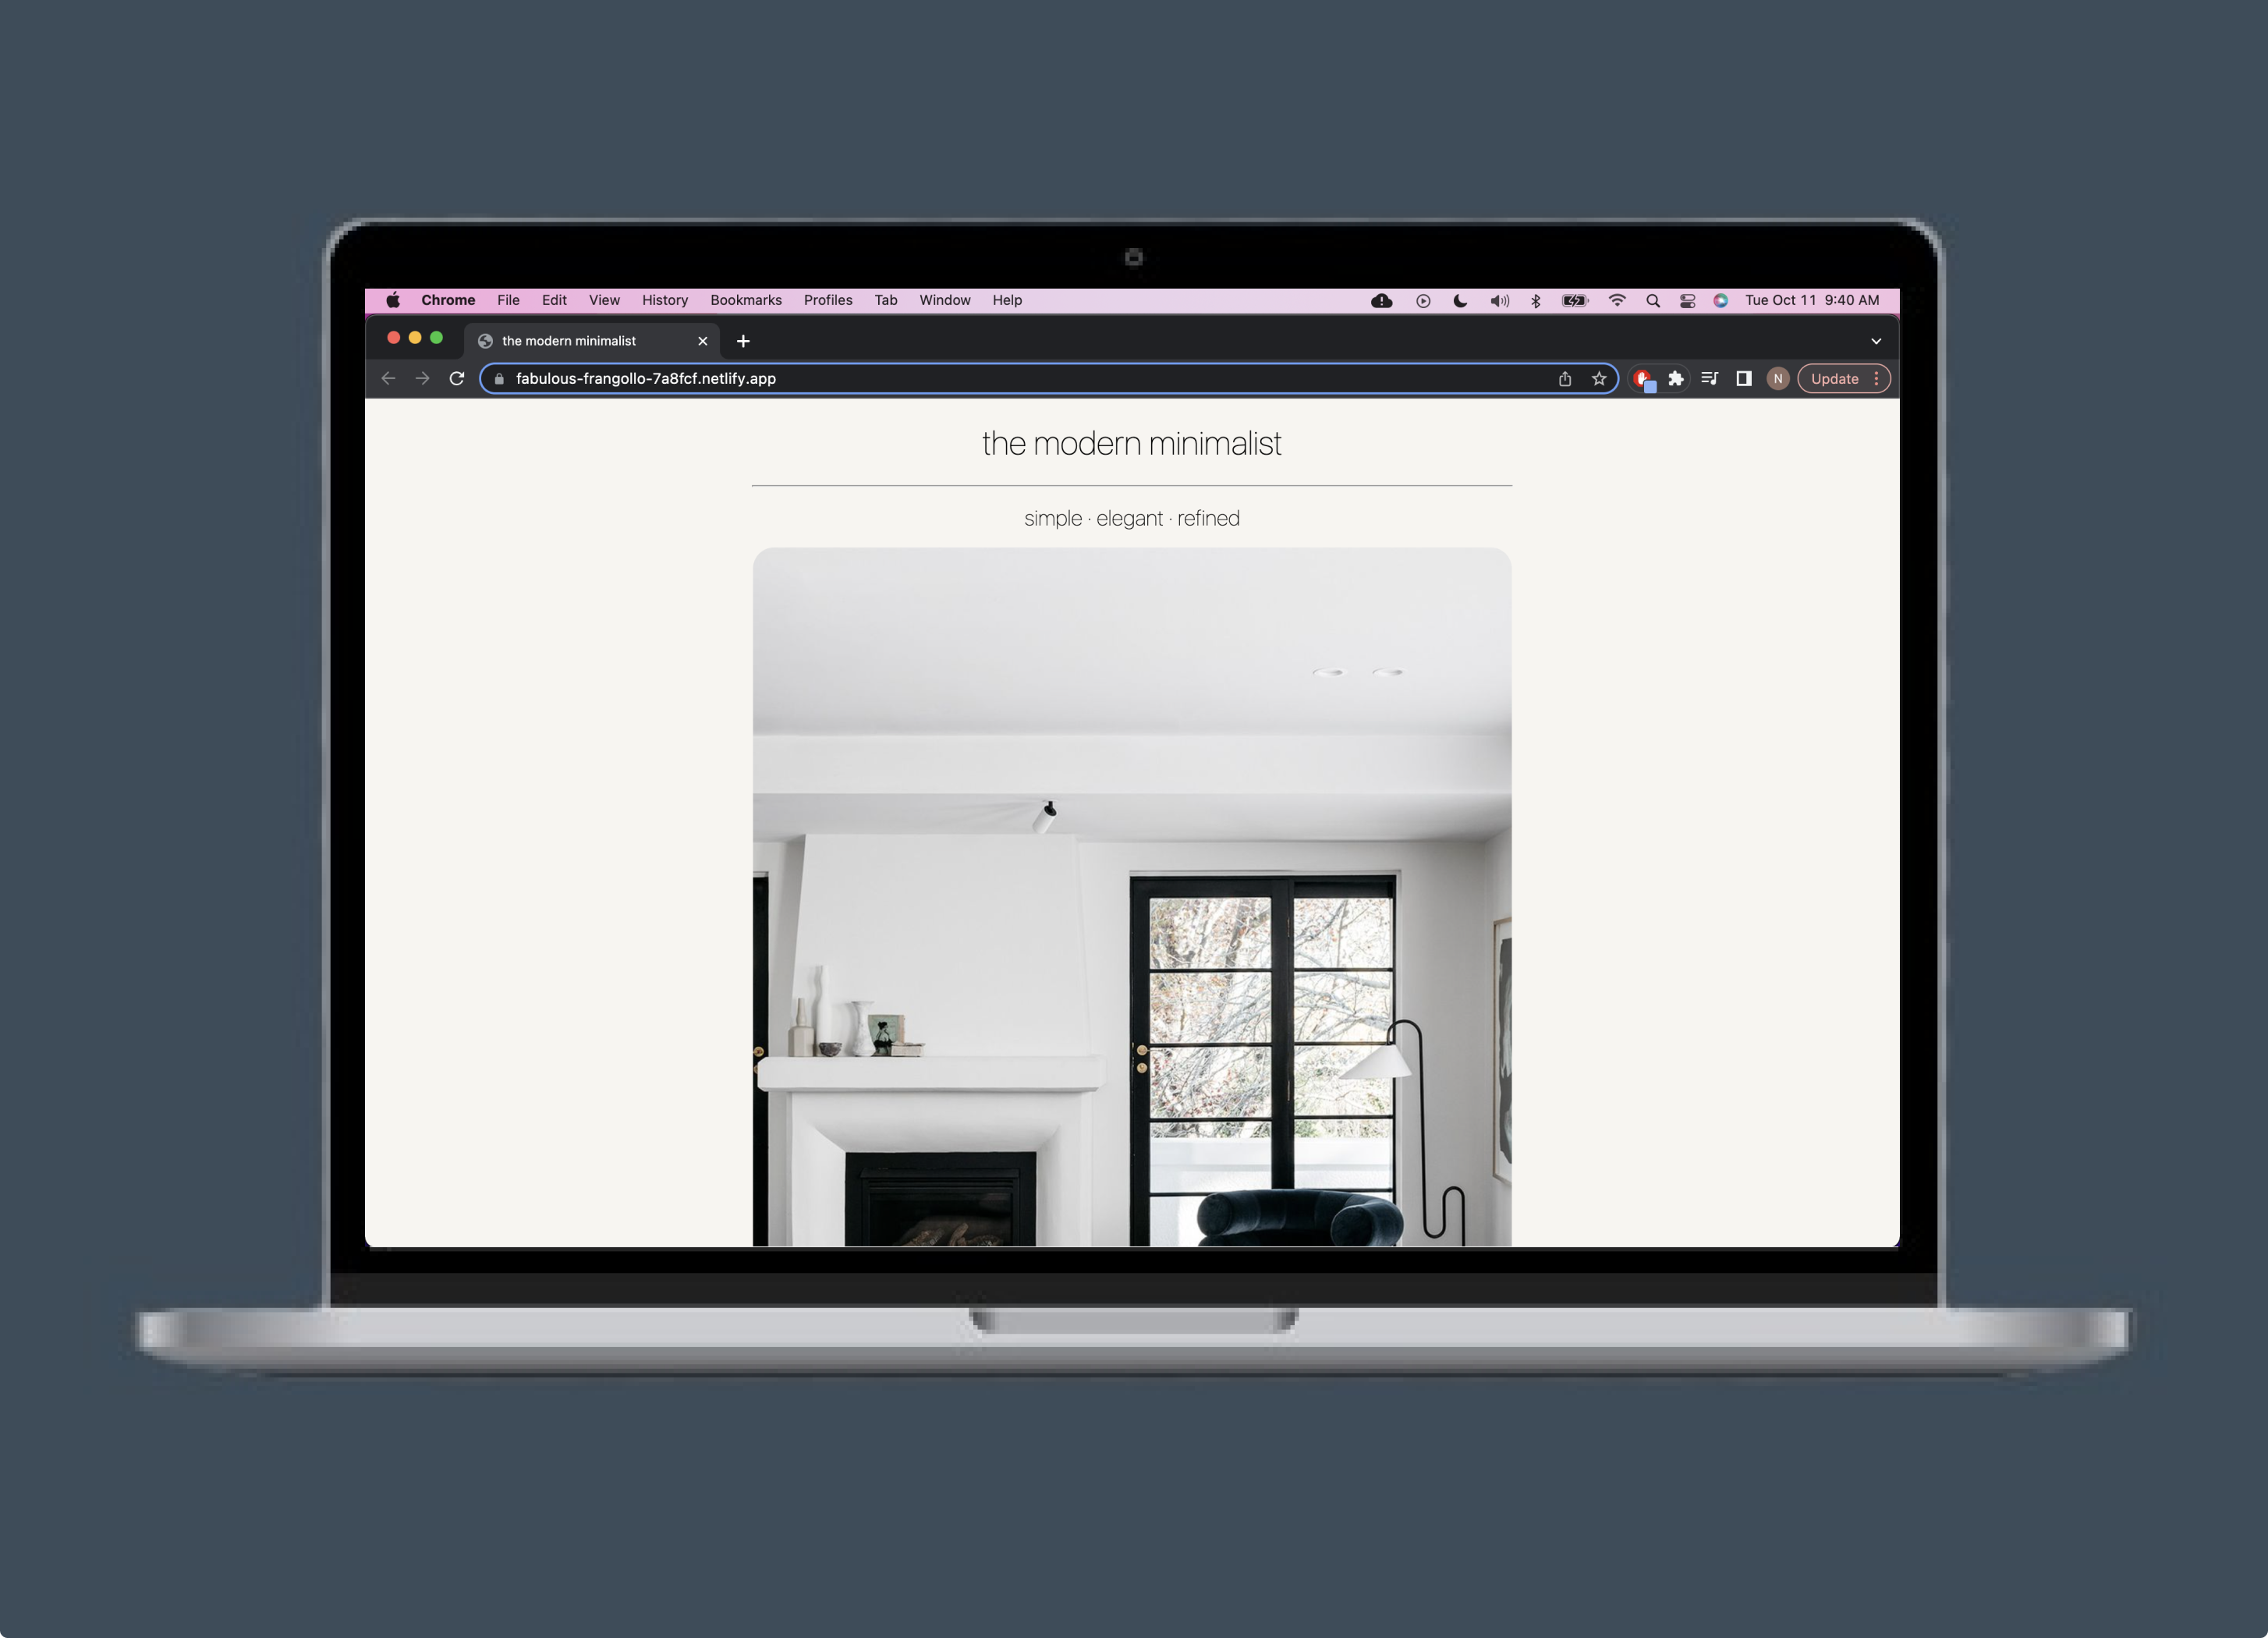 Chrome File Edit View History Bookmarks Profiles Tab Window Help Tue Oct 11 9:40 AM
the modern minimalist
fabulous-frangollo-7a8fcf.netlify.app N Update
the modern minimalist
simple · elegant · refined